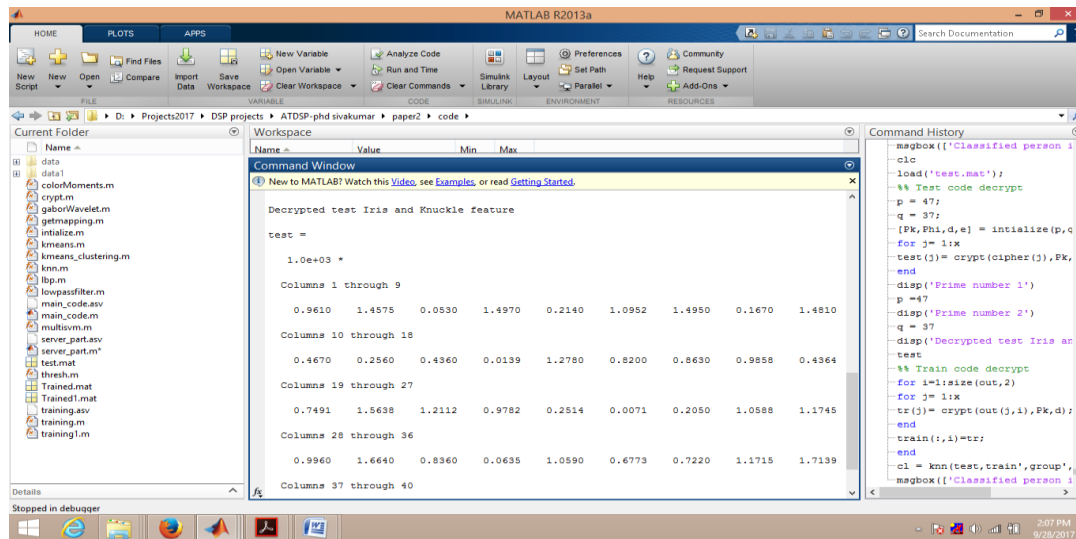 MATLAB R2013a
HOME PLOTS APPS Search Documentation
New Script New Open Find Files Compare Import Data Save Workspace New Variable Open Variable Clear Workspace Analyze Code Run and Time Clear Commands Simulink Library Layout Preferences Set Path Parallel Help Community Request Support Add-Ons
FILE VARIABLE CODE SIMULINK ENVIRONMENT RESOURCES
D: Projects2017 DSP projects ATDSP-phd sivakumar paper2 code
Current Folder
Name
data
data1
colorMoments.m
crypt.m
gaborWavelet.m
getmapping.m
intialize.m
kmeans.m
kmeans_clustering.m
knn.m
lbp.m
lowpassfilter.m
main_code.asv
main_code.m
multisvm.m
server_part.asv
server_part.m*
test.mat
thresh.m
Trained.mat
Trained1.mat
training.asv
training.m
training1.m
Details
Workspace
Name Value Min Max
Command Window
New to MATLAB? Watch this Video, see Examples, or read Getting Started.
Decrypted test Iris and Knuckle feature
test =
1.0e+03 *
Columns 1 through 9
0.9610 1.4575 0.0530 1.4970 0.2140 1.0952 1.4950 0.1670 1.4810
Columns 10 through 18
0.4670 0.2560 0.4360 0.0139 1.2780 0.8200 0.8630 0.9858 0.4364
Columns 19 through 27
0.7491 1.5638 1.2112 0.9782 0.2514 0.0071 0.2050 1.0588 1.1745
Columns 28 through 36
0.9960 1.6640 0.8360 0.0635 1.0590 0.6773 0.7220 1.1715 1.7139
Columns 37 through 40
fx
Command History
msgbox(['Classified person i
clc
load('test.mat');
%% Test code decrypt
p = 47;
q = 37;
[Pk,Phi,d,e] = intialize(p,q
for j= 1:x
test(j)= crypt(cipher(j),Pk,
end
disp('Prime number 1')
p =47
disp('Prime number 2')
q = 37
disp('Decrypted test Iris an
test
%% Train code decrypt
for i=1:size(out,2)
for j= 1:x
tr(j)= crypt(out(j,i),Pk,d);
end
train(:,i)=tr;
end
cl = knn(test,train',group',
msgbox(['Classified person i
Stopped in debugger
2:07 PM
9/28/2017